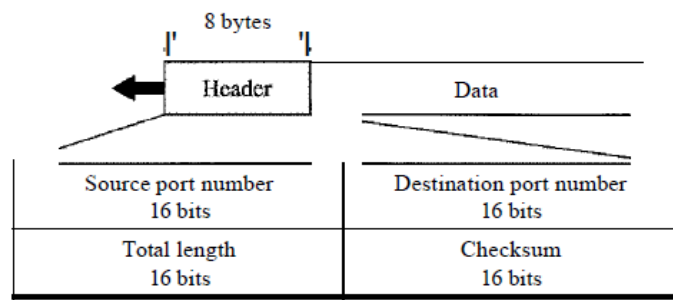 8 bytes
Header
Data
Source port number
16 bits
Destination port number
16 bits
Total length
16 bits
Checksum
16 bits